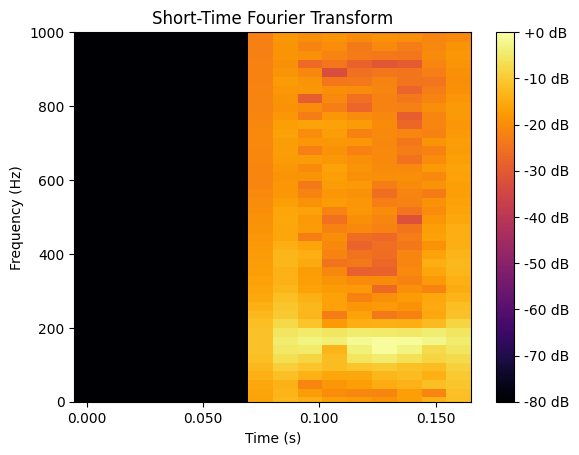 Short-Time Fourier Transform
1000
800
600
400
200
0
Frequency (Hz)
0.000
0.050
0.100
0.150
Time (s)
+0 dB
-10 dB
-20 dB
-30 dB
-40 dB
-50 dB
-60 dB
-70 dB
-80 dB